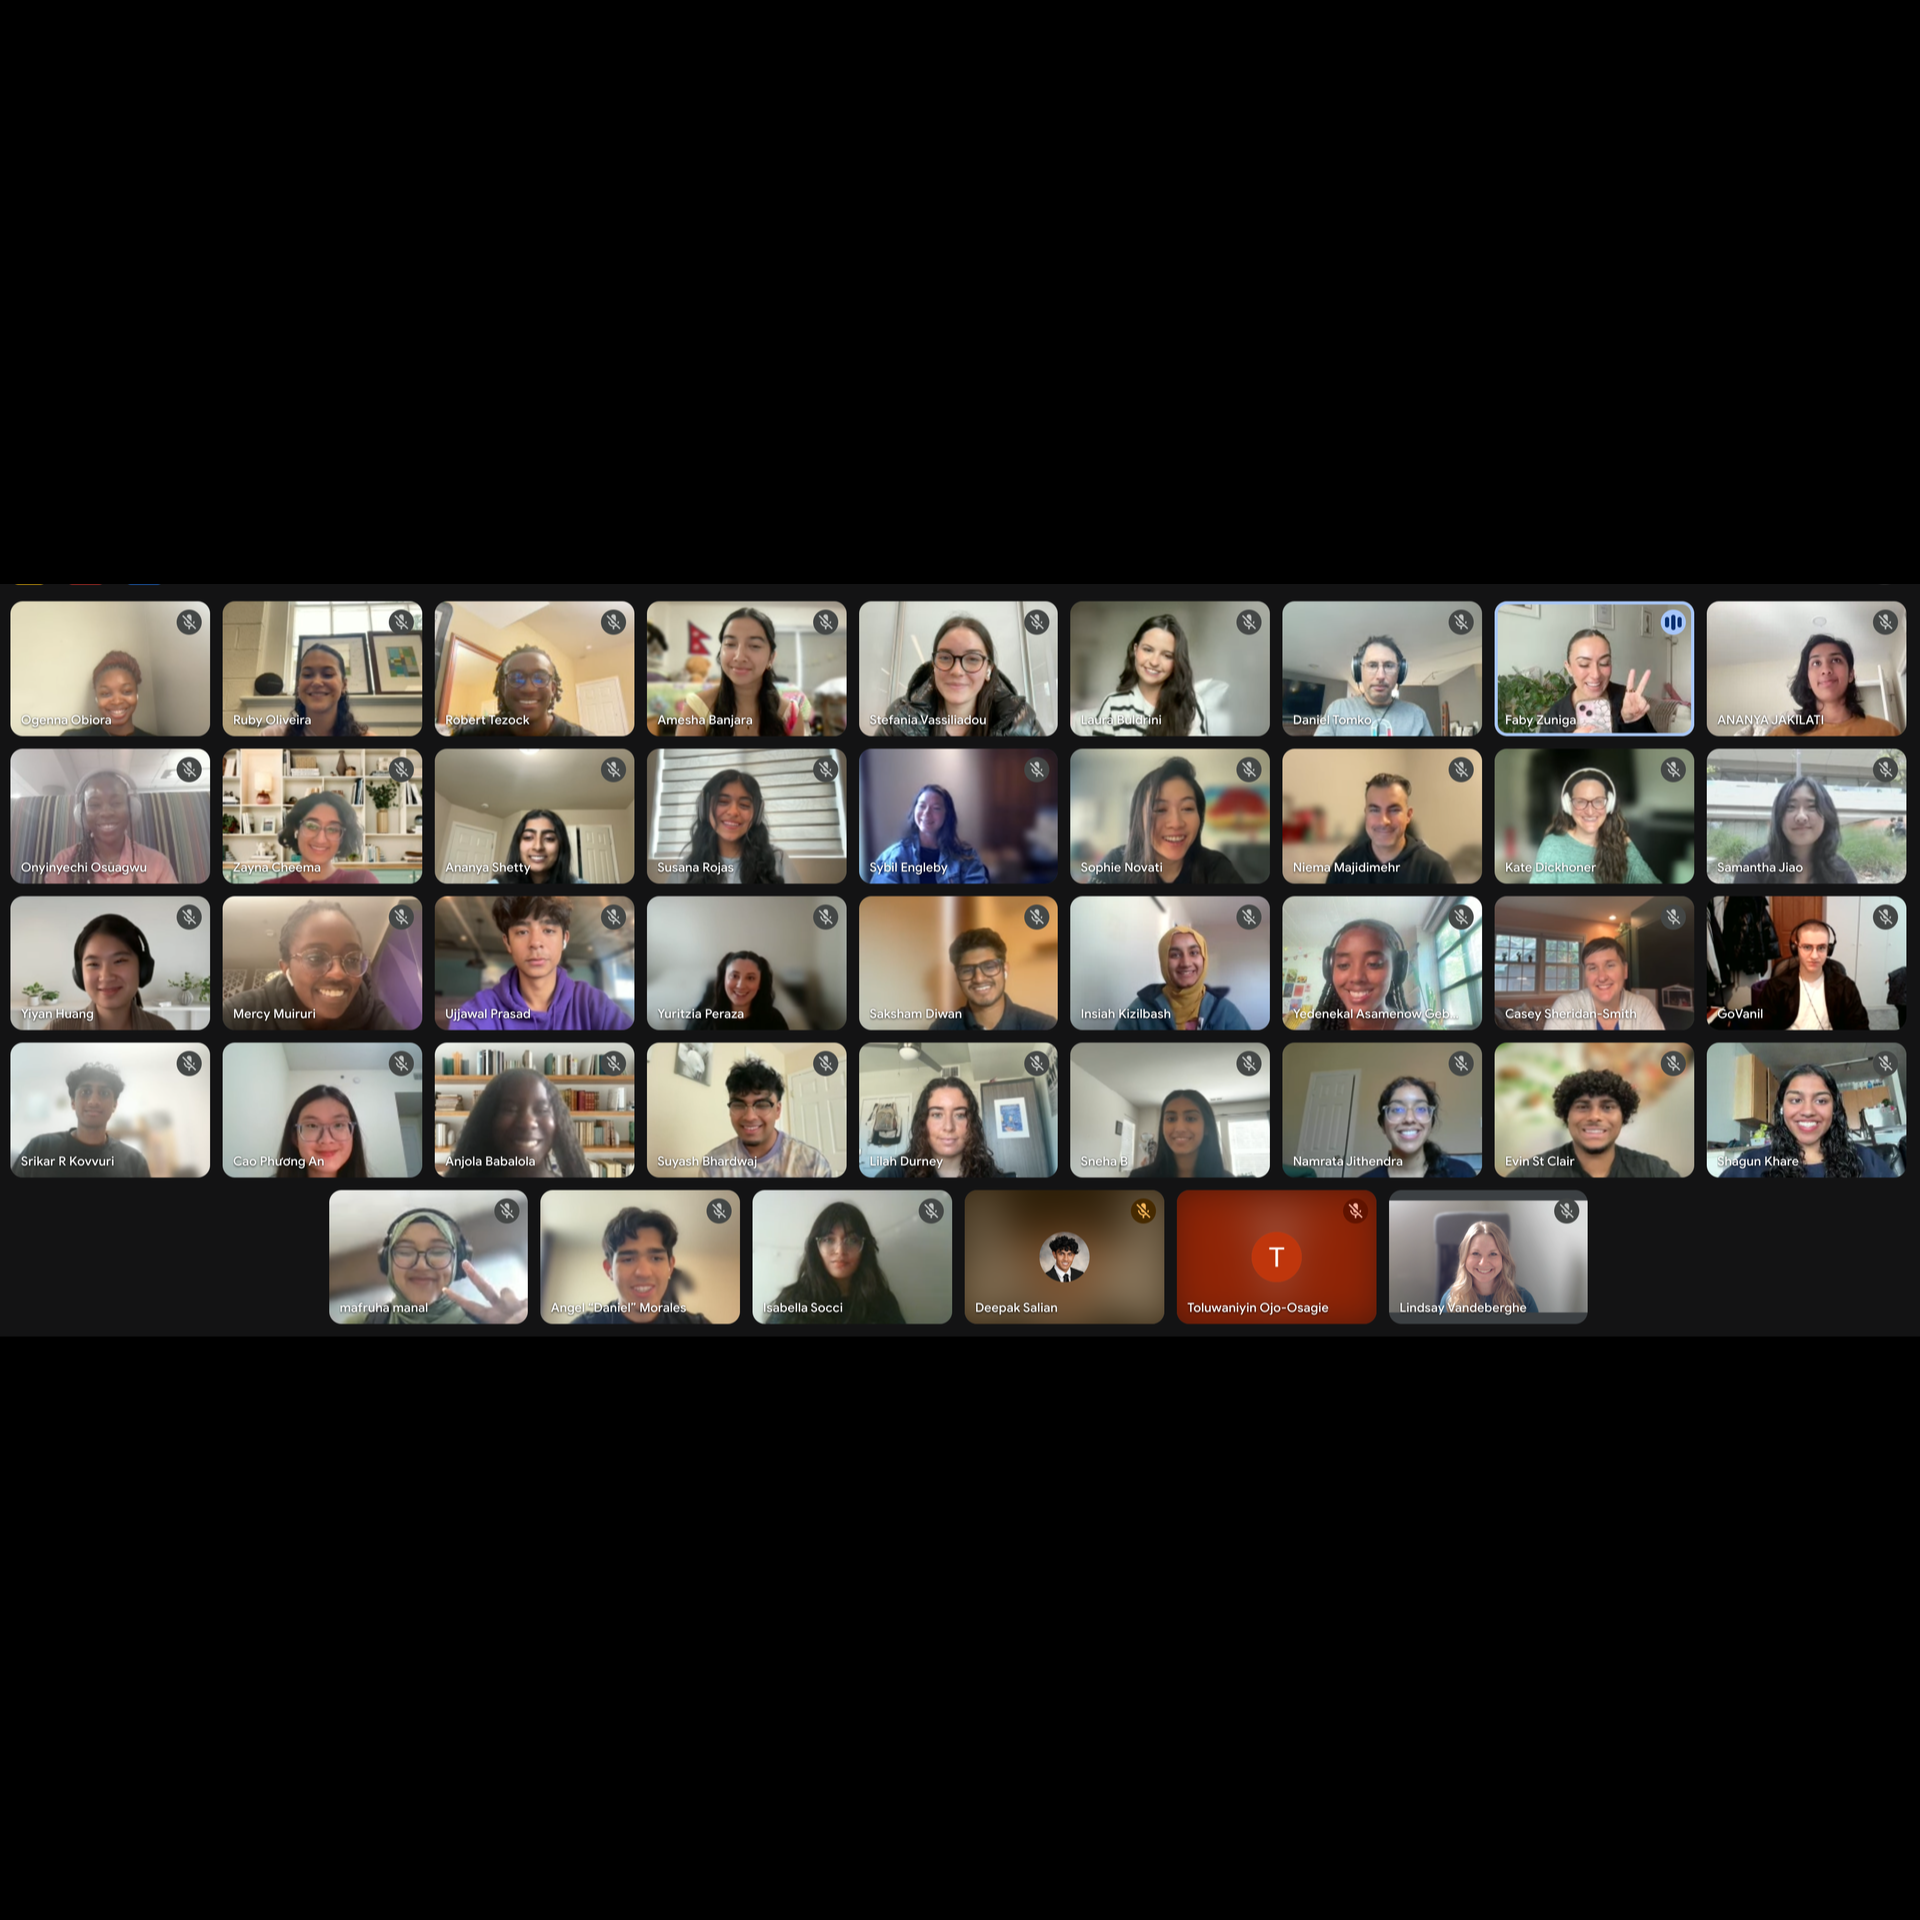 Ogenna Obiora
Ruby Oliveira
Robert Tezock
Amesha Banjara
Stefania Vassiliadou
Laura Buldrini
Daniel Tomko
Faby Zuniga
ANANYA JAKILATI
Onyinyechi Osuagwu
Zayna Cheema
Ananya Shetty
Susana Rojas
Sybil Engleby
Sophie Novati
Niema Majidimehr
Kate Dickhoner
Samantha Jiao
Yiyan Huang
Mercy Muiruri
Ujjawal Prasad
Yuritzia Peraza
Saksham Diwan
Insiah Kizilbash
Yedenekal Asamenow Geb...
Casey Sheridan-Smith
GoVanil
Srikar R Kovvuri
Cao Phương An
Anjola Babalola
Suyash Bhardwaj
Lilah Durney
Sneha B
Namrata Jithendra
Evin St Clair
Shagun Khare
mafruha manal
Angel "Daniel" Morales
Isabella Socci
Deepak Salian
T
Toluwaniyin Ojo-Osagie
Lindsay Vandeberghe